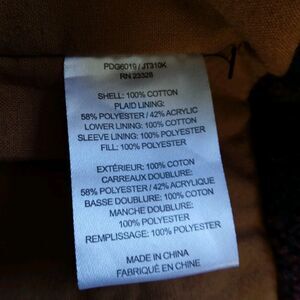 PDG6019 / JT310K
RN 23328
SHELL: 100% COTTON
PLAID LINING:
58% POLYESTER / 42% ACRYLIC
LOWER LINING: 100% COTTON
SLEEVE LINING: 100% POLYESTER
FILL: 100% POLYESTER
EXTÉRIEUR: 100% COTON
CARREAUX DOUBLURE:
58% POLYESTER / 42% ACRYLIQUE
BASSE DOUBLURE: 100% COTON
MANCHE DOUBLURE:
100% POLYESTER
REMPLISSAGE: 100% POLYESTER
MADE IN CHINA
FABRIQUÉ EN CHINE